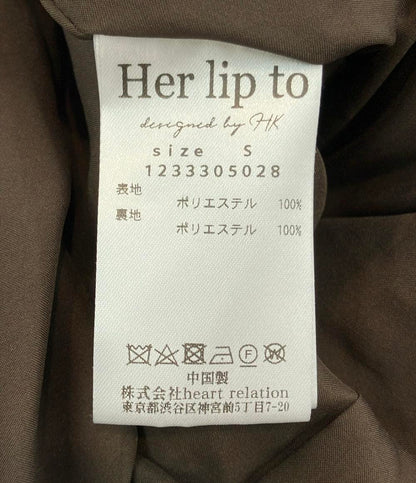 Her lip to
designed by HK
size S
1233305028
表地
ポリエステル 100%
裏地
ポリエステル 100%
中国製
株式会社heart relation
東京都渋谷区神宮前5丁目7-20